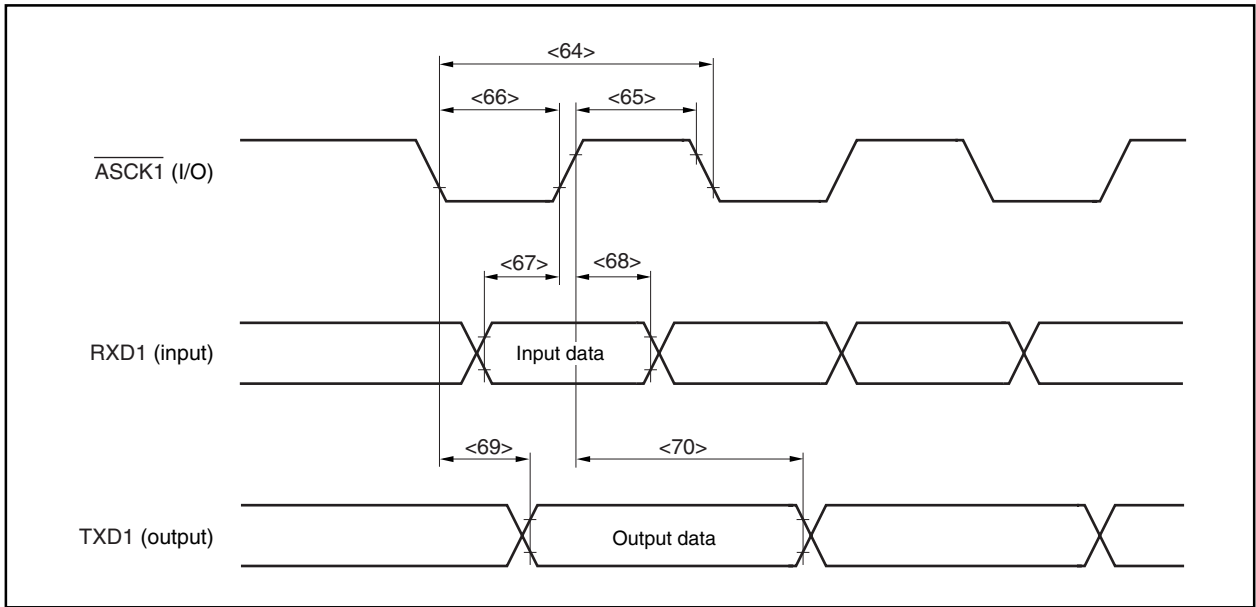 <64>
<66> <65>
ASCK1 (I/O)
<67> <68>
RXD1 (input) Input data
<69> <70>
TXD1 (output) Output data